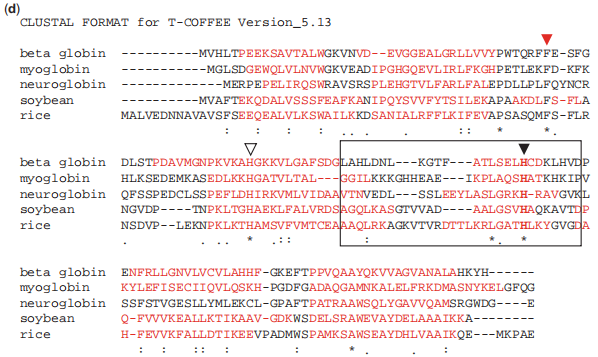 (d)
CLUSTAL FORMAT for T-COFFEE Version_5.13
beta globin ----------MVHLTPEEKSAVTALWGKVNVD--EVGGEALGRLLVVYPWTQRFFE-SFG
myoglobin -----------MGLSDGEWQLVLNVWGKVEADIPGHGQEVLIRLFKGHPETLEKFD-KFK
neuroglobin -----------MERPEPELIRQSWRAVSRSPLEHGTVLFARLFALEPDLLPLFQYNCR
soybean ----------MVAFTEKQDALVSSSFEAFKANIPQYSVVFYTSILEKAPAAKDLFS-FLA
rice MALVEDNNAVAVSFSEEQEALVLKSWAILKKDSANIALRFFLKIFEVAPSASQMFS-FLR
: : : : : . . . : : * * .
beta globin DLSTPDAVMGNPKVKAHGKKVLGAFSDGLAHLDNL---KGTF---ATLSELHCDKLHVDP
myoglobin HLKSEDEMKASEDLKKHGATVLTALGG---ILKKKGHHEAE---IKPLAQSHATKHKIPV
neuroglobin QFSSPEDCLSSPEFLDHIRKVMLVIDAAVTNVEDL---SSLEEYLASLGRKH-RAVGVKL
soybean NGVDP----TNPKLTGHAEKLFALVRDSAGQLKASGTVVAD----AALGSVHAQKAVTDP
rice NSDVP--LEKNPKLKTHAMSVFVMTCEAAAQLRKAGKVTVRDTTLKRLGATHLKYGVGDA
. . . . * . : : : * . *
beta globin ENFRLLGNVLVCVLAHHF-GKEFTPPVQAAYQKVVAGVANALAHKYH------
myoglobin KYLEFISECIIQVLQSKH-PGDFGADAQGAMNKALELFRKDMASNYKELGFQG
neuroglobin SSFSTVGESLLYMLEKCL-GPAFTPATRAAWSQLYGAVVQAMSRGWDG----E
soybean Q-FVVVKEALLKTIKAAV-GDKWSDELSRAWEVAYDELAAAIKKA--------
rice H-FEVVKFALLDTIKEEVPADMWSPAMKSAWSEAYDHLVAAIKQE---MKPAE
: : : : : : * . . :